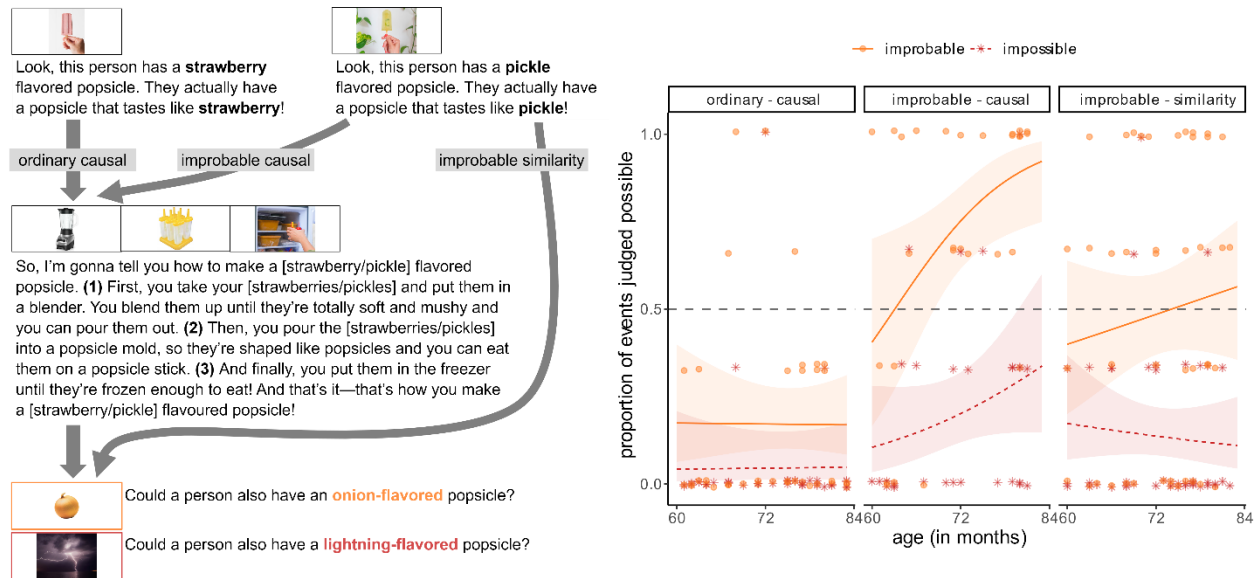 Look, this person has a strawberry
flavored popsicle. They actually have
a popsicle that tastes like strawberry!
Look, this person has a pickle
flavored popsicle. They actually have
a popsicle that tastes like pickle!
ordinary causal
improbable causal
improbable similarity
So, I'm gonna tell you how to make a [strawberry/pickle] flavored
popsicle. (1) First, you take your [strawberries/pickles] and put them in
a blender. You blend them up until they're totally soft and mushy and
you can pour them out. (2) Then, you pour the [strawberries/pickles]
into a popsicle mold, so they're shaped like popsicles and you can eat
them on a popsicle stick. (3) And finally, you put them in the freezer
until they're frozen enough to eat! And that's it—that's how you make
a [strawberry/pickle] flavoured popsicle!
Could a person also have an onion-flavored popsicle?
Could a person also have a lightning-flavored popsicle?
improbable
impossible
ordinary - causal
improbable - causal
improbable - similarity
proportion of events judged possible
1.0
0.5
0.0
60
72
84
60
72
84
60
72
84
age (in months)